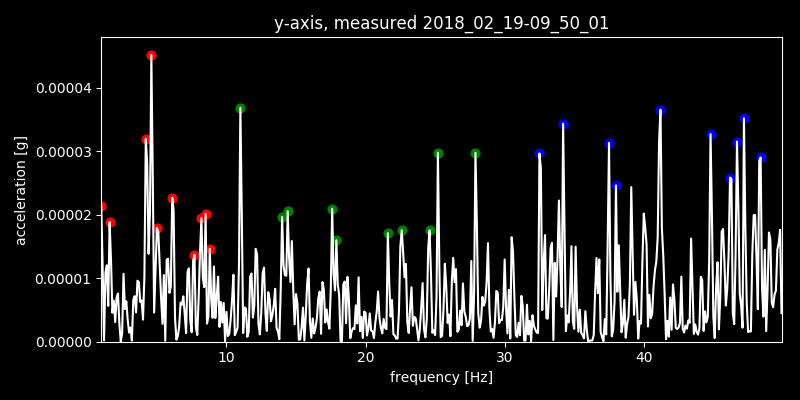 y-axis, measured 2018_02_19-09_50_01
acceleration [g]
0.00004
0.00003
0.00002
0.00001
0.00000
10 20 30 40
frequency [Hz]